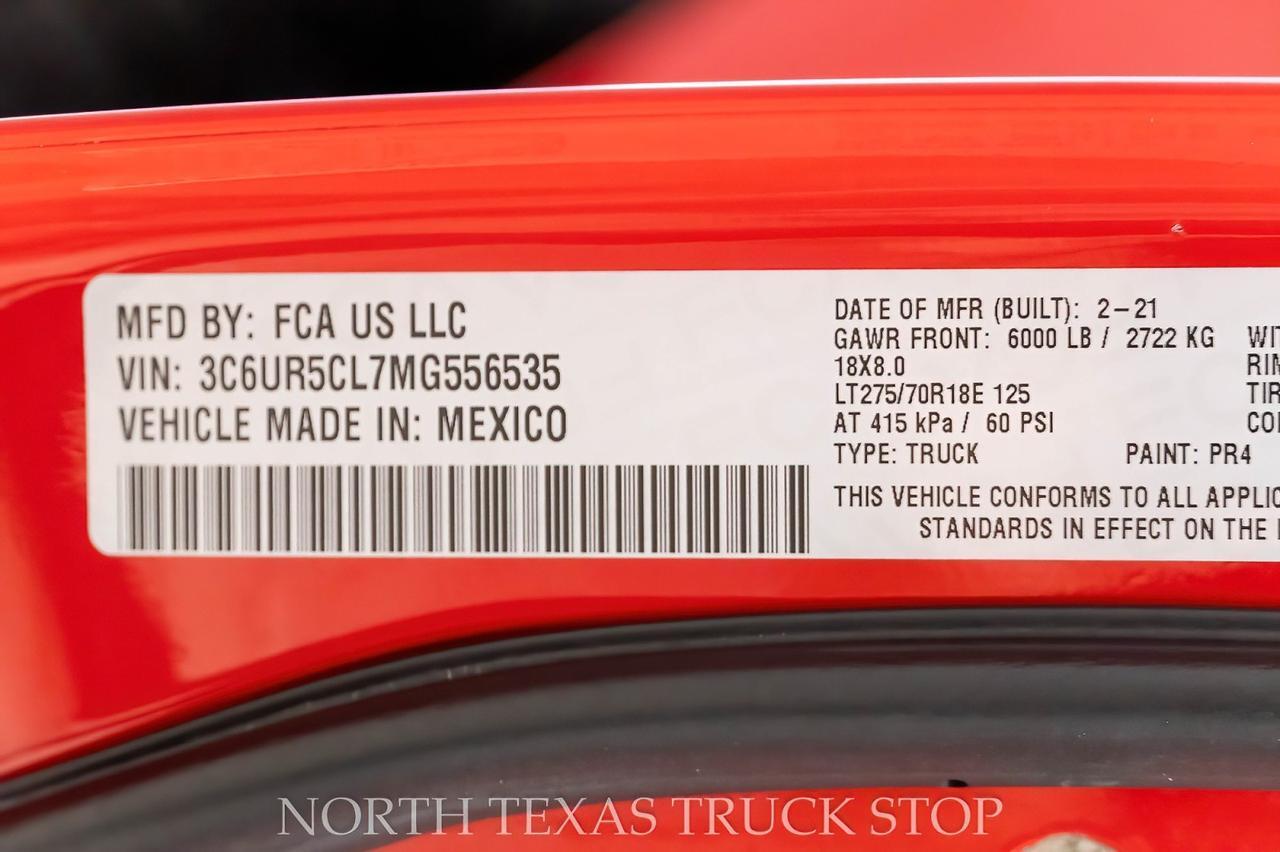 MFD BY: FCA US LLC
VIN: 3C6UR5CL7MG556535
VEHICLE MADE IN: MEXICO
DATE OF MFR (BUILT): 2-21
GAWR FRONT: 6000 LB / 2722 KG
18X8.0
LT275/70R18E 125
AT 415 kPa / 60 PSI
TYPE: TRUCK PAINT: PR4
THIS VEHICLE CONFORMS TO ALL
STANDARDS IN EFFECT ON THE
NORTH TEXAS TRUCK STOP